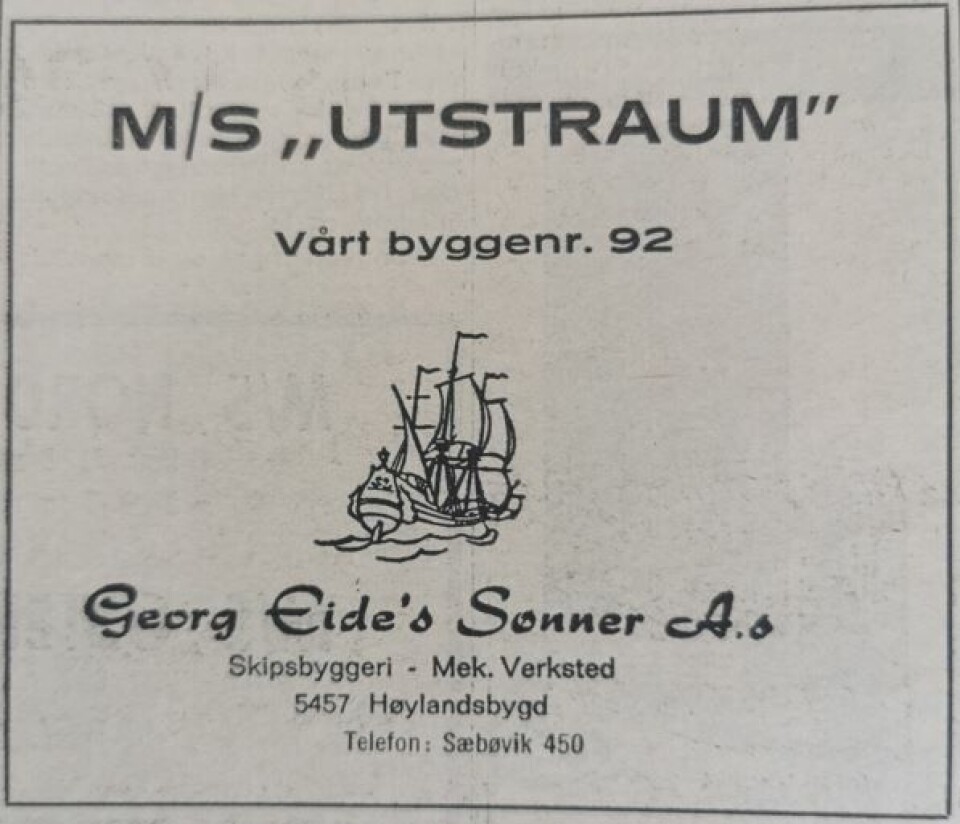 M/S „UTSTRAUM”
Vårt byggenr. 92
Georg Eide's Sønner A.s
Skipsbyggeri - Mek. Verksted
5457 Høylandsbygd
Telefon: Sæbøvik 450